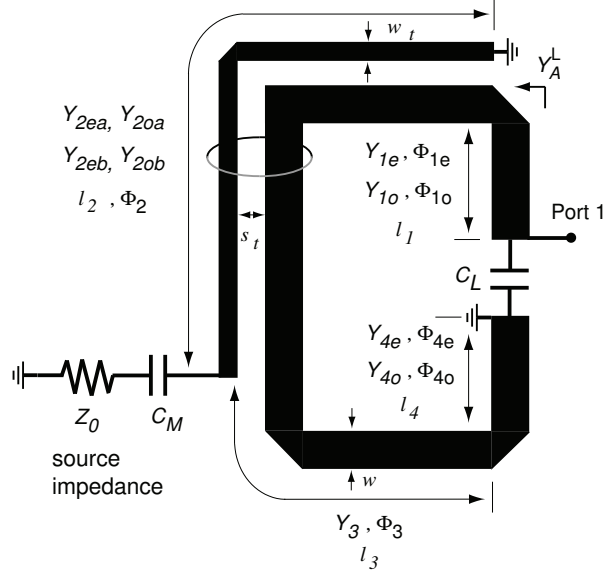 w t
Y A L
Y2ea, Y2oa
Y2eb, Y2ob
l2 , Φ2
Y1e , Φ1e
Y1o , Φ1o
l1
st
Port 1
CL
Y4e , Φ4e
Y4o , Φ4o
l4
Z0
CM
source
impedance
w
Y3 , Φ3
l3